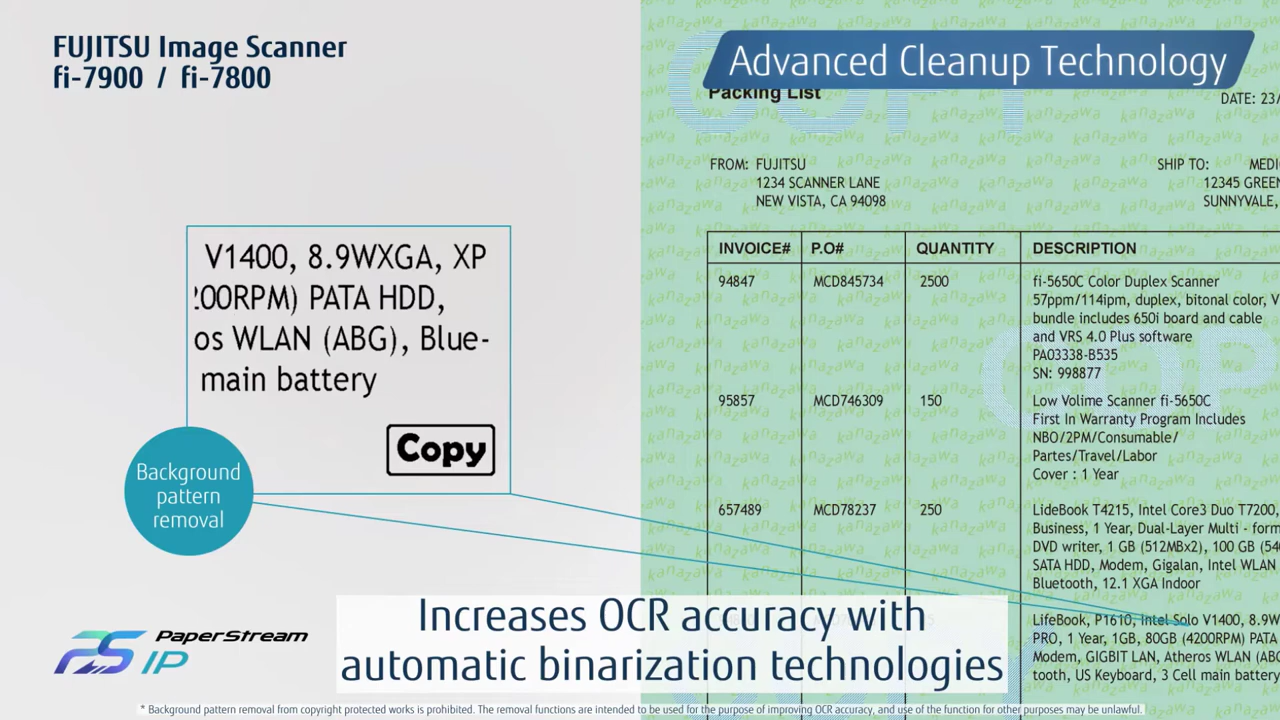 FUJITSU Image Scanner
fi-7900 / fi-7800
Advanced Cleanup Technology
Packing List
DATE: 23/
FROM: FUJITSU
1234 SCANNER LANE
NEW VISTA, CA 94098
SHIP TO: MEDI
12345 GREEN
SUNNYVALE,
INVOICE# P.O# QUANTITY DESCRIPTION
94847 MCD845734 2500 fi-5650C Color Duplex Scanner
57ppm/114ipm, duplex, bitonal color, V
bundle includes 650i board and cable
and VRS 4.0 Plus software
PA03338-B535
SN: 998877
95857 MCD746309 150 Low Volime Scanner fi-5650C
First In Warranty Program Includes
NBO/2PM/Consumable/
Partes/Travel/Labor
Cover : 1 Year
657489 MCD78237 250 LideBook T4215, Intel Core3 Duo T7200,
Business, 1 Year, Dual-Layer Multi - form
DVD writer, 1 GB (512MBx2), 100 GB (540
SATA HDD, Modem, Gigalan, Intel WLAN
Bluetooth, 12.1 XGA Indoor
LifeBook, P1610, Intel Solo V1400, 8.9W
PRO, 1 Year, 1GB, 80GB (4200RPM) PATA
Modem, GIGBIT LAN, Atheros WLAN (ABG
tooth, US Keyboard, 3 Cell main battery
V1400, 8.9WXGA, XP
200RPM) PATA HDD,
os WLAN (ABG), Blue-
main battery
Copy
Background
pattern
removal
Increases OCR accuracy with
automatic binarization technologies
PaperStream
PS IP
* Background pattern removal from copyright protected works is prohibited. The removal functions are intended to be used for the purpose of improving OCR accuracy, and use of the function for other purposes may be unlawful.